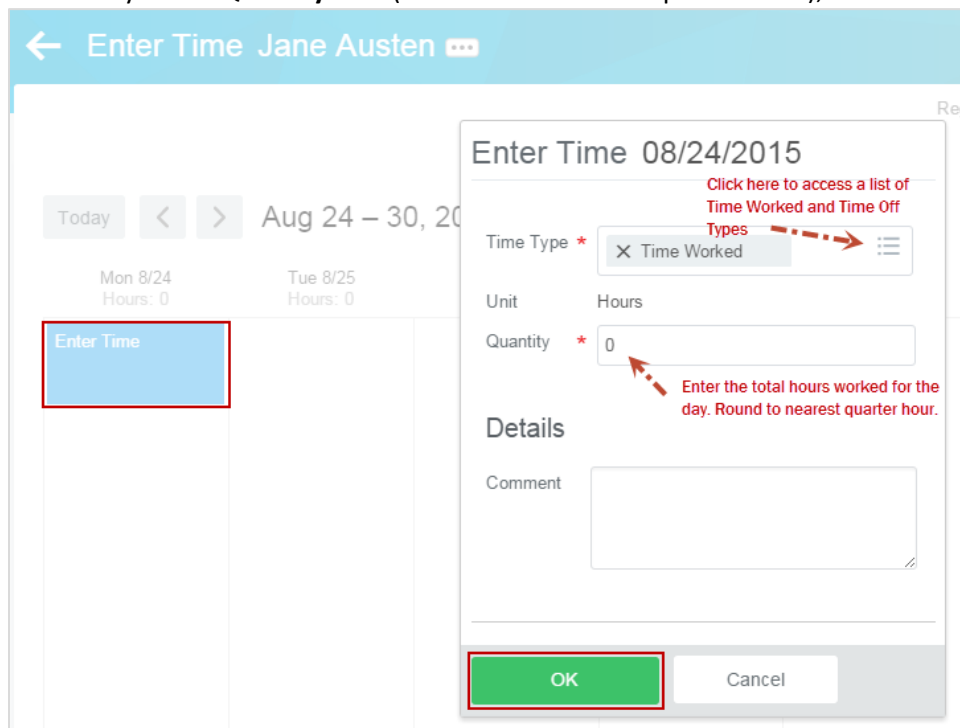 Enter Time Jane Austen
Re
Enter Time 08/24/2015
Click here to access a list of
Time Worked and Time Off
Types
Today
Aug 24 – 30, 20
Time Type *
Time Worked
Mon 8/24
Hours: 0
Tue 8/25
Hours: 0
Unit Hours
Enter Time
Quantity * 0
Enter the total hours worked for the
day. Round to nearest quarter hour.
Details
Comment
OK
Cancel